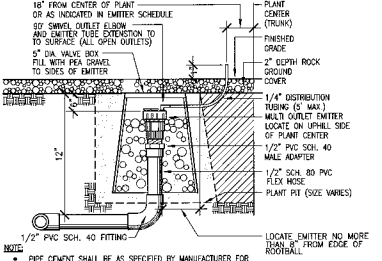 18" FROM CENTER OF PLANT
OR AS INDICATED IN EMITTER SCHEDULE
90° SWIVEL OUTLET ELBOW
AND EMITTER TUBE EXTENSTION TO
TO SURFACE (ALL OPEN OUTLETS)
5" DIA. VALVE BOX
FILL WITH PEA GRAVEL
TO SIDES OF EMITTER
PLANT
CENTER
(TRUNK)
FINISHED
GRADE
2" DEPTH ROCK
GROUND
COVER
1/4" DISTRIBUTION
TUBING (5' MAX.)
MULTI OUTLET EMITTER
LOCATE ON UPHILL SIDE
OF PLANT CENTER
1/2" PVC SCH. 40
MALE ADAPTER
1/2" SCH. 80 PVC
FLEX HOSE
PLANT PIT (SIZE VARIES)
6"
12"
1/2" PVC SCH. 40 FITTING
LOCATE EMITTER NO MORE
THAN 8" FROM EDGE OF
ROOTBALL
NOTE:
• PIPE CEMENT SHALL BE AS SPECIFIED BY MANUFACTURER FOR